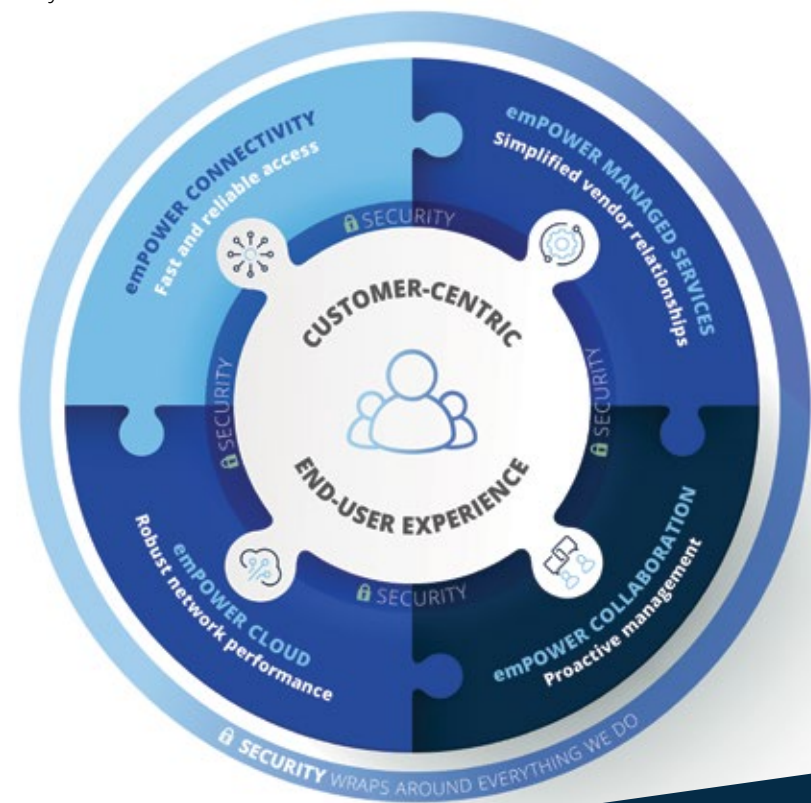 emPOWER CONNECTIVITY
Fast and reliable access
emPOWER MANAGED SERVICES
Simplified vendor relationships
SECURITY
CUSTOMER-CENTRIC
SECURITY
SECURITY
END-USER EXPERIENCE
SECURITY
emPOWER CLOUD
Robust network performance
emPOWER COLLABORATION
Proactive management
SECURITY WRAPS AROUND EVERYTHING WE DO